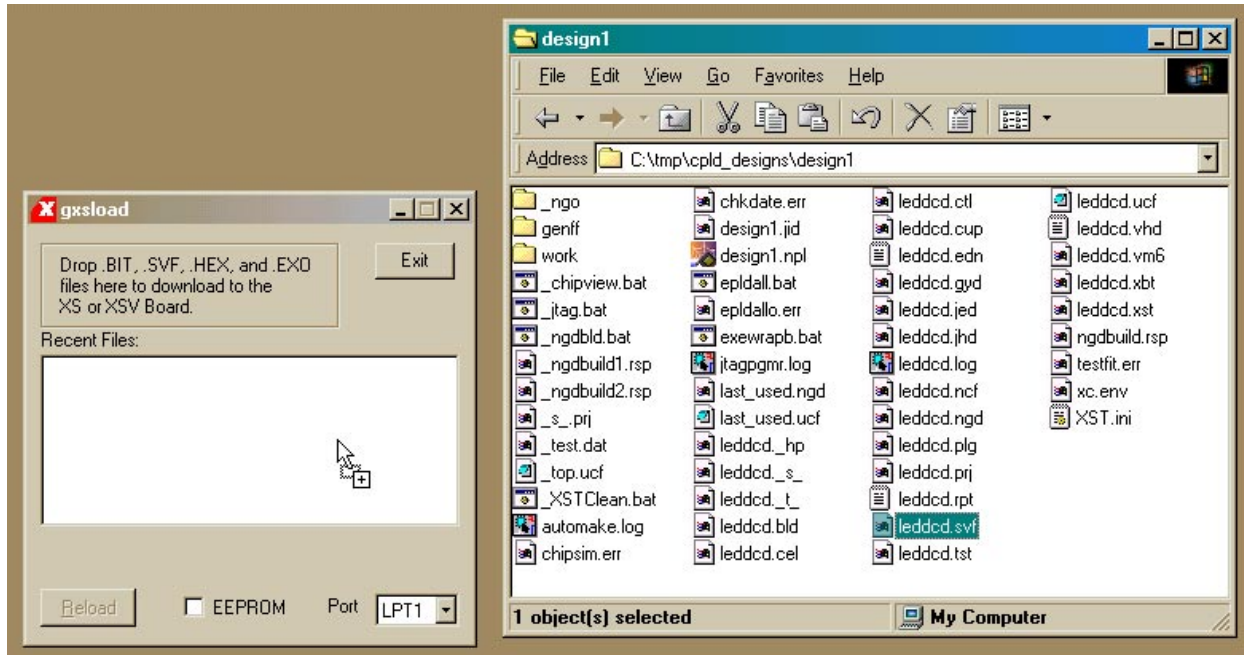 gxsload
Drop .BIT, .SVF, .HEX, and .EXO
files here to download to the
XS or XSV Board.
Exit
Recent Files:
Reload
EEPROM
Port
LPT1
design1
File Edit View Go Favorites Help
Address C:\tmp\cpld_designs\design1
_ngo
genff
work
_chipview.bat
_jtag.bat
_ngdbld.bat
_ngdbuild1.rsp
_ngdbuild2.rsp
_s_.prj
_test.dat
_top.ucf
_XSTClean.bat
automake.log
chipsim.err
chkdate.err
design1.jid
design1.npl
epldall.bat
epldallo.err
exewrapb.bat
jtagpgmr.log
last_used.ngd
last_used.ucf
leddcd._hp
leddcd._s_
leddcd._t_
leddcd.bld
leddcd.cel
leddcd.ctl
leddcd.cup
leddcd.edn
leddcd.gyd
leddcd.jed
leddcd.jhd
leddcd.log
leddcd.ncf
leddcd.ngd
leddcd.plg
leddcd.prj
leddcd.rpt
leddcd.svf
leddcd.tst
leddcd.ucf
leddcd.vhd
leddcd.vm6
leddcd.xbt
leddcd.xst
ngdbuild.rsp
testfit.err
xc.env
XST.ini
1 object(s) selected
My Computer